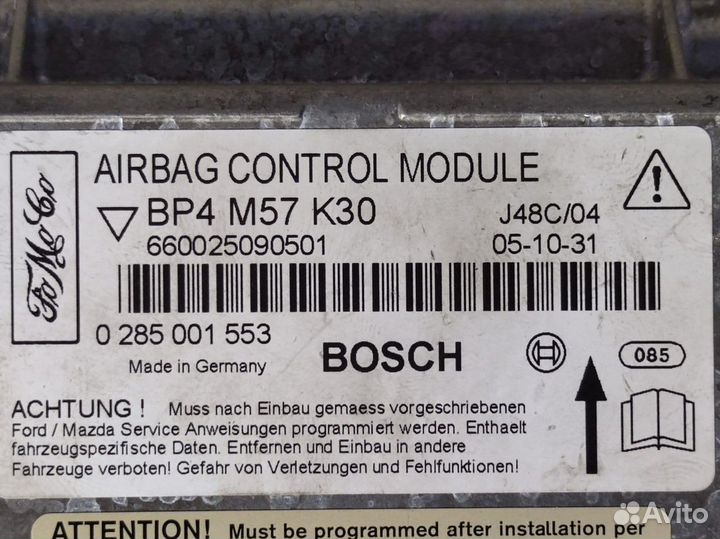 FoMoCo
AIRBAG CONTROL MODULE
BP4 M57 K30
J48C/04
660025090501
05-10-31
0 285 001 553
Made in Germany
BOSCH
085
ACHTUNG ! Muss nach Einbau gemaess vorgeschriebenen
Ford / Mazda Service Anweisungen programmiert werden. Enthaelt
fahrzeugspezifische Daten. Entfernen und Einbau in andere
Fahrzeuge verboten! Gefahr von Verletzungen und Fehlfunktionen!
ATTENTION! Must be programmed after installation per
Avito